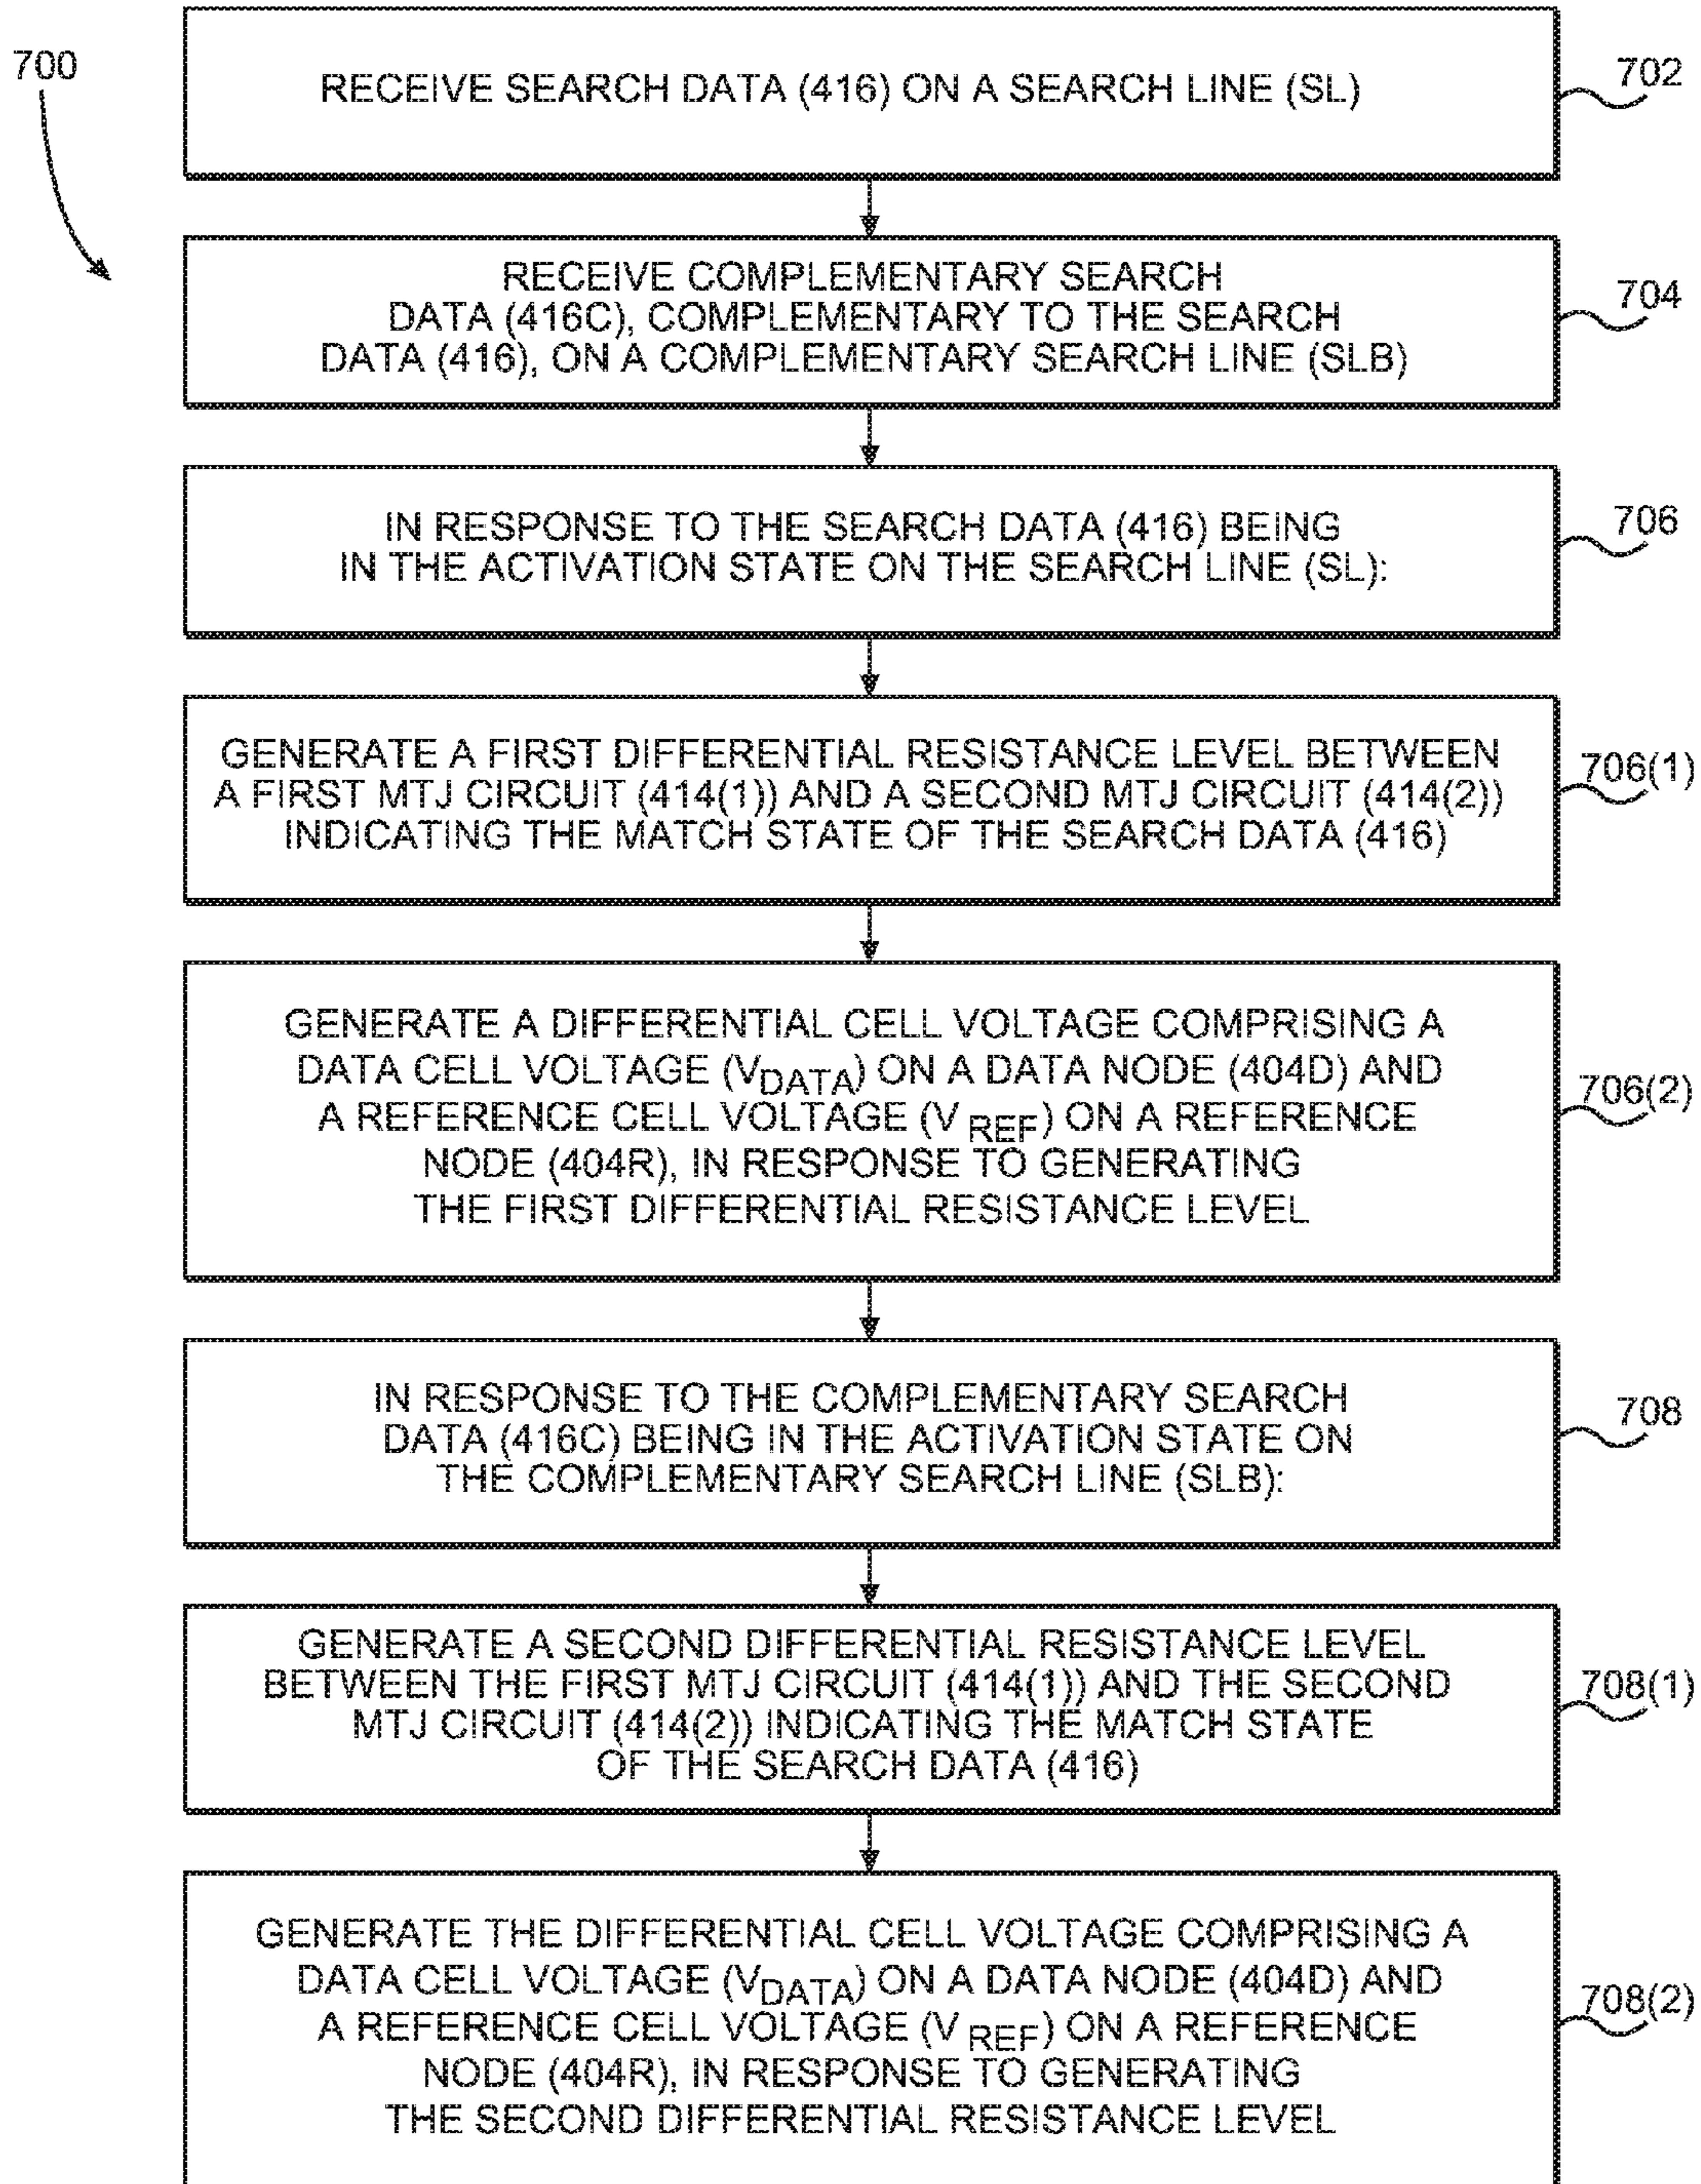 700
RECEIVE SEARCH DATA (416) ON A SEARCH LINE (SL)
702
RECEIVE COMPLEMENTARY SEARCH
DATA (416C), COMPLEMENTARY TO THE SEARCH
DATA (416), ON A COMPLEMENTARY SEARCH LINE (SLB)
704
IN RESPONSE TO THE SEARCH DATA (416) BEING
IN THE ACTIVATION STATE ON THE SEARCH LINE (SL):
706
GENERATE A FIRST DIFFERENTIAL RESISTANCE LEVEL BETWEEN
A FIRST MTJ CIRCUIT (414(1)) AND A SECOND MTJ CIRCUIT (414(2))
INDICATING THE MATCH STATE OF THE SEARCH DATA (416)
706(1)
GENERATE A DIFFERENTIAL CELL VOLTAGE COMPRISING A
DATA CELL VOLTAGE (VDATA) ON A DATA NODE (404D) AND
A REFERENCE CELL VOLTAGE (V REF) ON A REFERENCE
NODE (404R), IN RESPONSE TO GENERATING
THE FIRST DIFFERENTIAL RESISTANCE LEVEL
706(2)
IN RESPONSE TO THE COMPLEMENTARY SEARCH
DATA (416C) BEING IN THE ACTIVATION STATE ON
THE COMPLEMENTARY SEARCH LINE (SLB):
708
GENERATE A SECOND DIFFERENTIAL RESISTANCE LEVEL
BETWEEN THE FIRST MTJ CIRCUIT (414(1)) AND THE SECOND
MTJ CIRCUIT (414(2)) INDICATING THE MATCH STATE
OF THE SEARCH DATA (416)
708(1)
GENERATE THE DIFFERENTIAL CELL VOLTAGE COMPRISING A
DATA CELL VOLTAGE (VDATA) ON A DATA NODE (404D) AND
A REFERENCE CELL VOLTAGE (V REF) ON A REFERENCE
NODE (404R), IN RESPONSE TO GENERATING
THE SECOND DIFFERENTIAL RESISTANCE LEVEL
708(2)